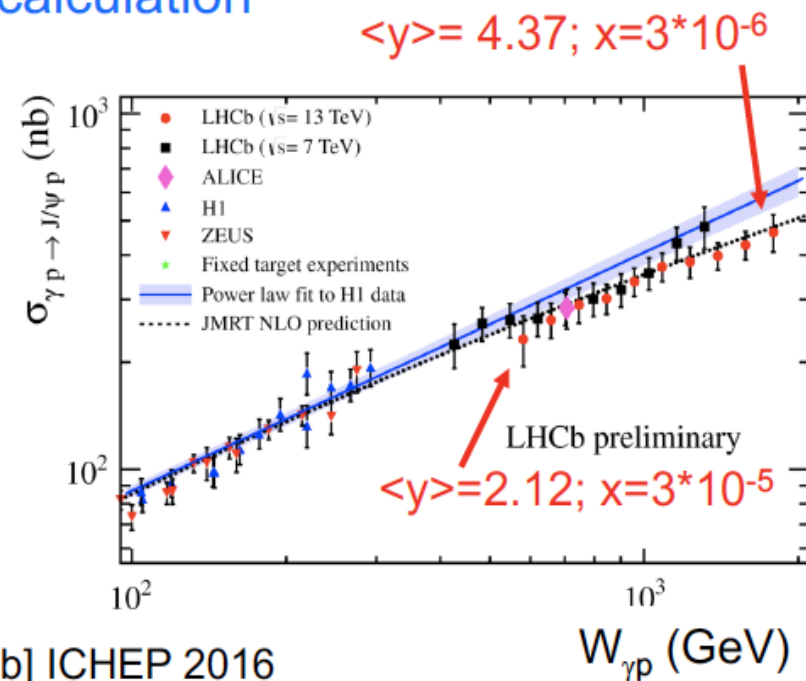 calculation
<y>= 4.37; x=3*10-6
σγ p → J/ψ p (nb)
10³
10²
LHCb (√s= 13 TeV)
LHCb (√s= 7 TeV)
ALICE
H1
ZEUS
Fixed target experiments
Power law fit to H1 data
JMRT NLO prediction
LHCb preliminary
<y>=2.12; x=3*10-5
10²
10³
Wγp (GeV)
b] ICHEP 2016